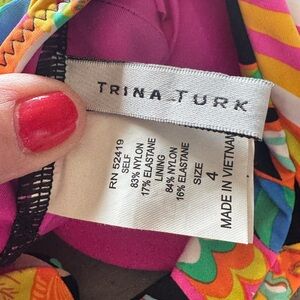 TRINA TURK
RN 52419
SELF
83% NYLON
17% ELASTANE
LINING
84% NYLON
16% ELASTANE
SIZE
4
MADE IN VIETNAM